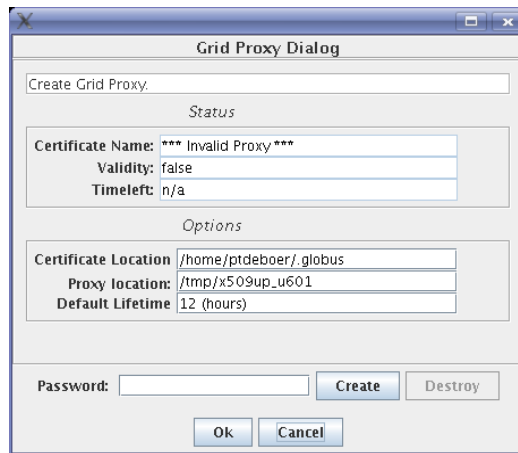 Grid Proxy Dialog
Create Grid Proxy.
Status
Certificate Name: *** Invalid Proxy ***
Validity: false
Timeleft: n/a
Options
Certificate Location /home/ptdeboer/.globus
Proxy location: /tmp/x509up_u601
Default Lifetime 12 (hours)
Password: Create Destroy
Ok Cancel